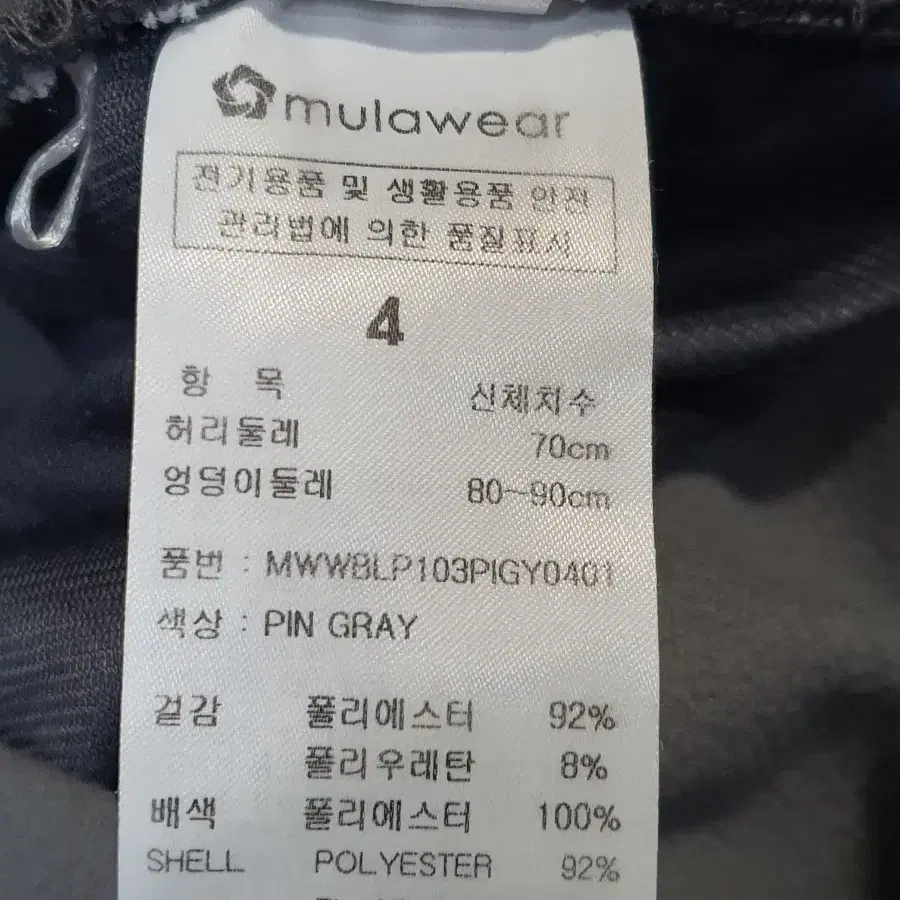 mulawear
전기용품 및 생활용품 안전
관리법에 의한 품질표시
4
항 목 신체치수
허리둘레 70cm
엉덩이둘레 80~90cm
품번 : MWWBLP103PIGY0401
색상 : PIN GRAY
겉감 폴리에스터 92%
폴리우레탄 8%
배색 폴리에스터 100%
SHELL POLYESTER 92%